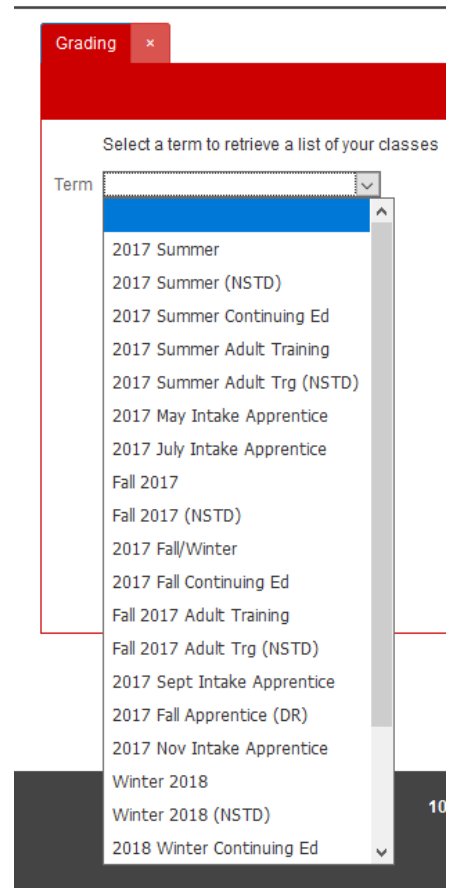 Grading ×
Select a term to retrieve a list of your classes
Term
2017 Summer
2017 Summer (NSTD)
2017 Summer Continuing Ed
2017 Summer Adult Training
2017 Summer Adult Trg (NSTD)
2017 May Intake Apprentice
2017 July Intake Apprentice
Fall 2017
Fall 2017 (NSTD)
2017 Fall/Winter
2017 Fall Continuing Ed
Fall 2017 Adult Training
Fall 2017 Adult Trg (NSTD)
2017 Sept Intake Apprentice
2017 Fall Apprentice (DR)
2017 Nov Intake Apprentice
Winter 2018
Winter 2018 (NSTD)
10
2018 Winter Continuing Ed